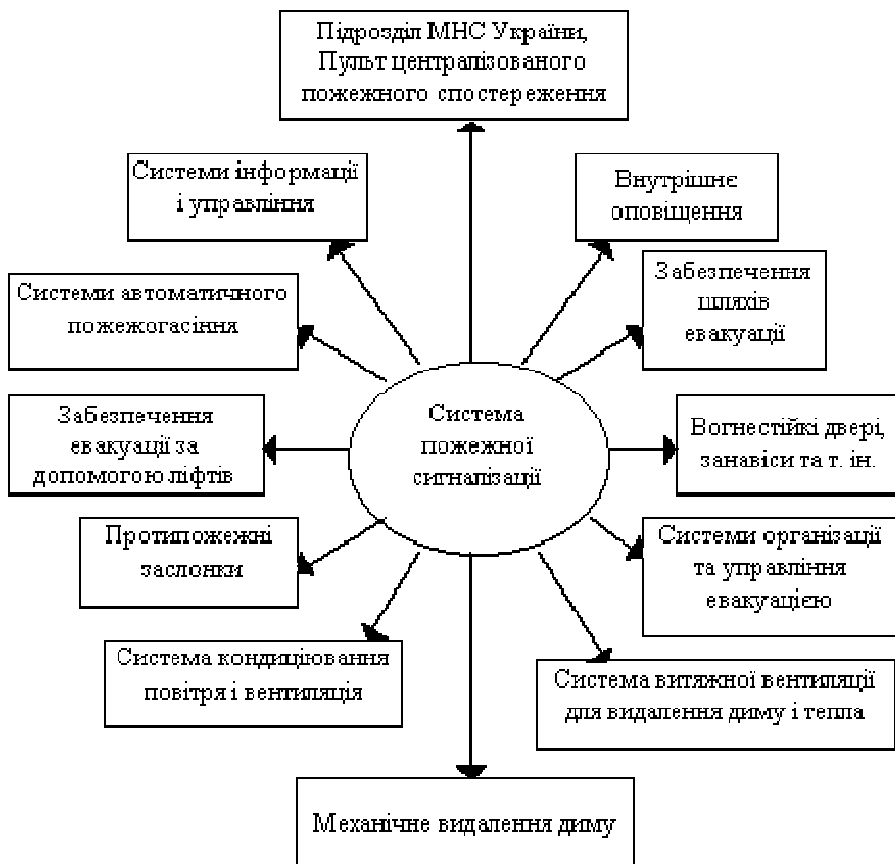 Підрозділ МНС України,
Пульт централізованого
пожежного спостереження
Системи інформації
і управління
Внутрішнє
оповіщення
Системи автоматичного
пожежогасіння
Забезпечення
шляхів
евакуації
Забезпечення
евакуації за
допомогою ліфтів
Система
пожежної
сигналізації
Вогнестійкі двері,
занавіси та т. ін.
Протипожежні
заслонки
Системи організації
та управління
евакуацією
Система кондиціювання
повітря і вентиляція
Система витяжної вентиляції
для видалення диму і тепла
Механічне видалення диму